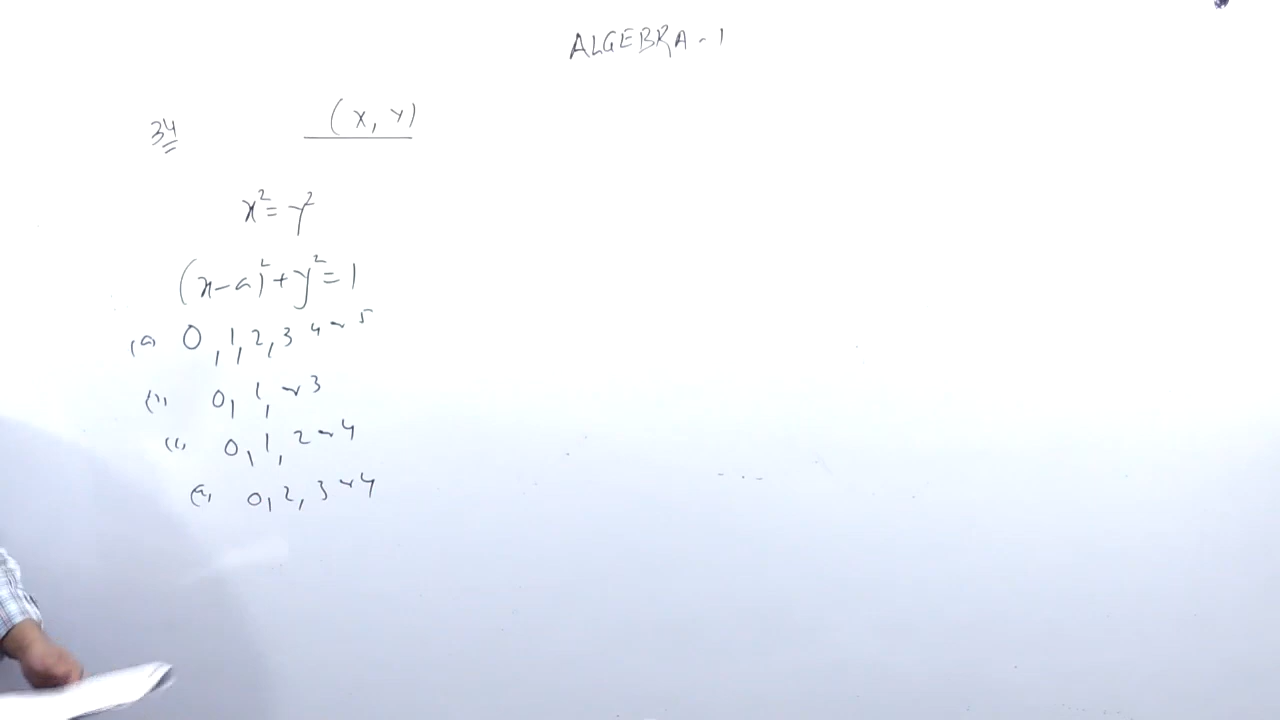 ALGEBRA - 1
34 (x, y)
x² = y²
(x-a)² + y² = 1
(a) 0, 1, 2, 3 4 ~ 5
0, 1, ~ 3
0, 1, 2 ~ 4
0, 2, 3 ~ 4